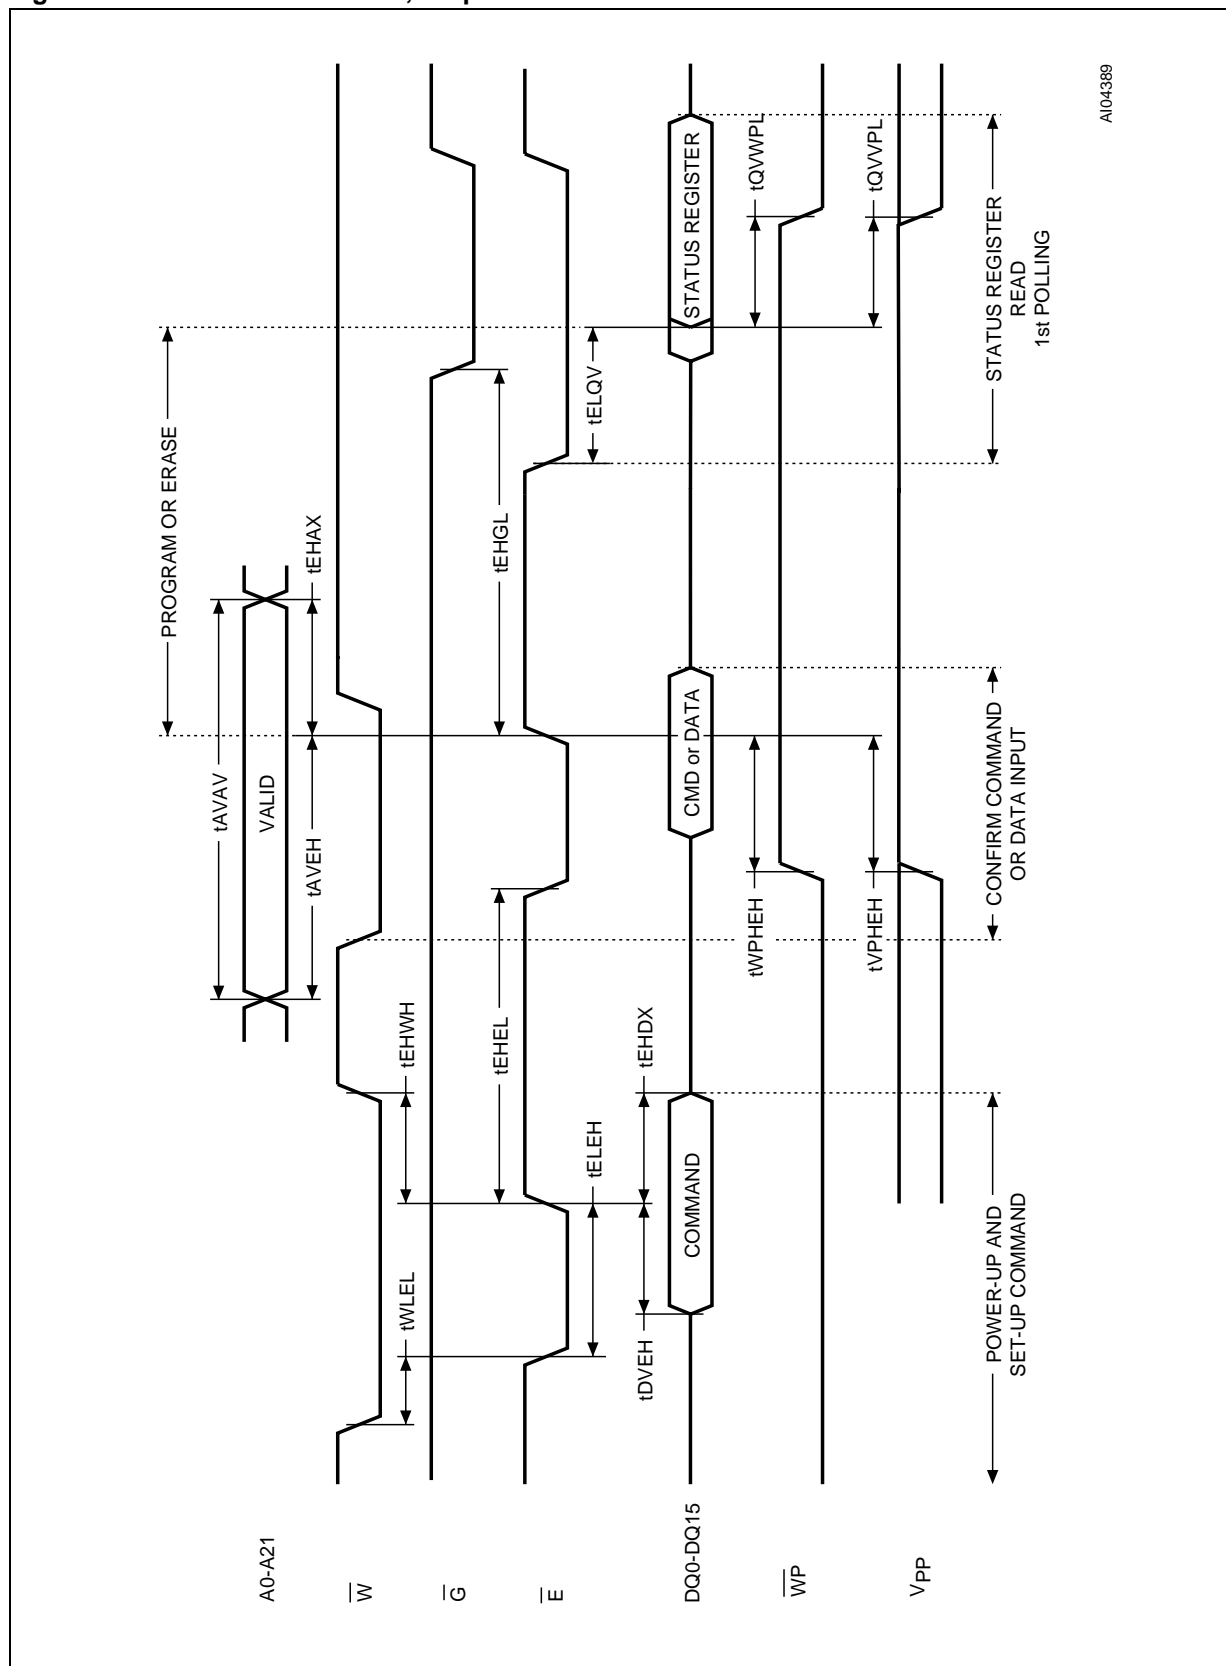 PROGRAM OR ERASE
tAVAV
A0-A21
VALID
tAVEH
tEHAX
W
tWLEL
tEHWH
G
tEHEL
tEHGL
E
tELEH
tELQV
tDVEH
tEHDX
DQ0-DQ15
COMMAND
CMD or DATA
STATUS REGISTER
tWPHEH
tQVWPL
WP
tVPHEH
tQVVPL
VPP
POWER-UP AND
SET-UP COMMAND
CONFIRM COMMAND
OR DATA INPUT
STATUS REGISTER
READ
1st POLLING
AI04389